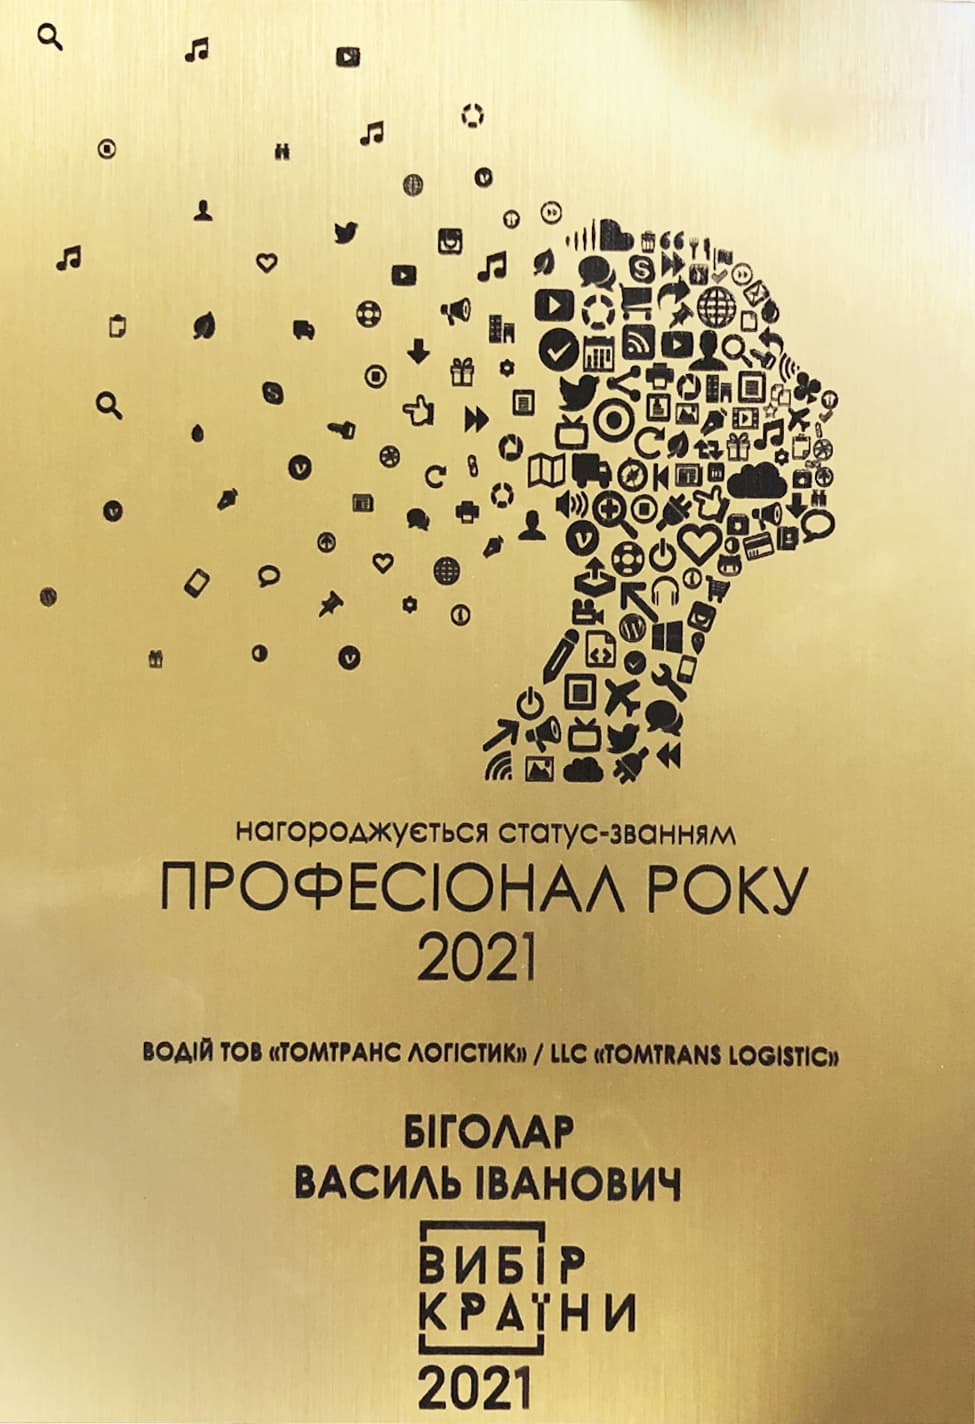 нагороджується статус-званням
ПРОФЕСІОНАЛ РОКУ
2021
ВОДІЙ ТОВ «ТОМТРАНС ЛОГІСТИК» / LLC «TOMTRANS LOGISTIC»
БІГОЛАР
ВАСИЛЬ ІВАНОВИЧ
ВИБІР
КРАЇНИ
2021